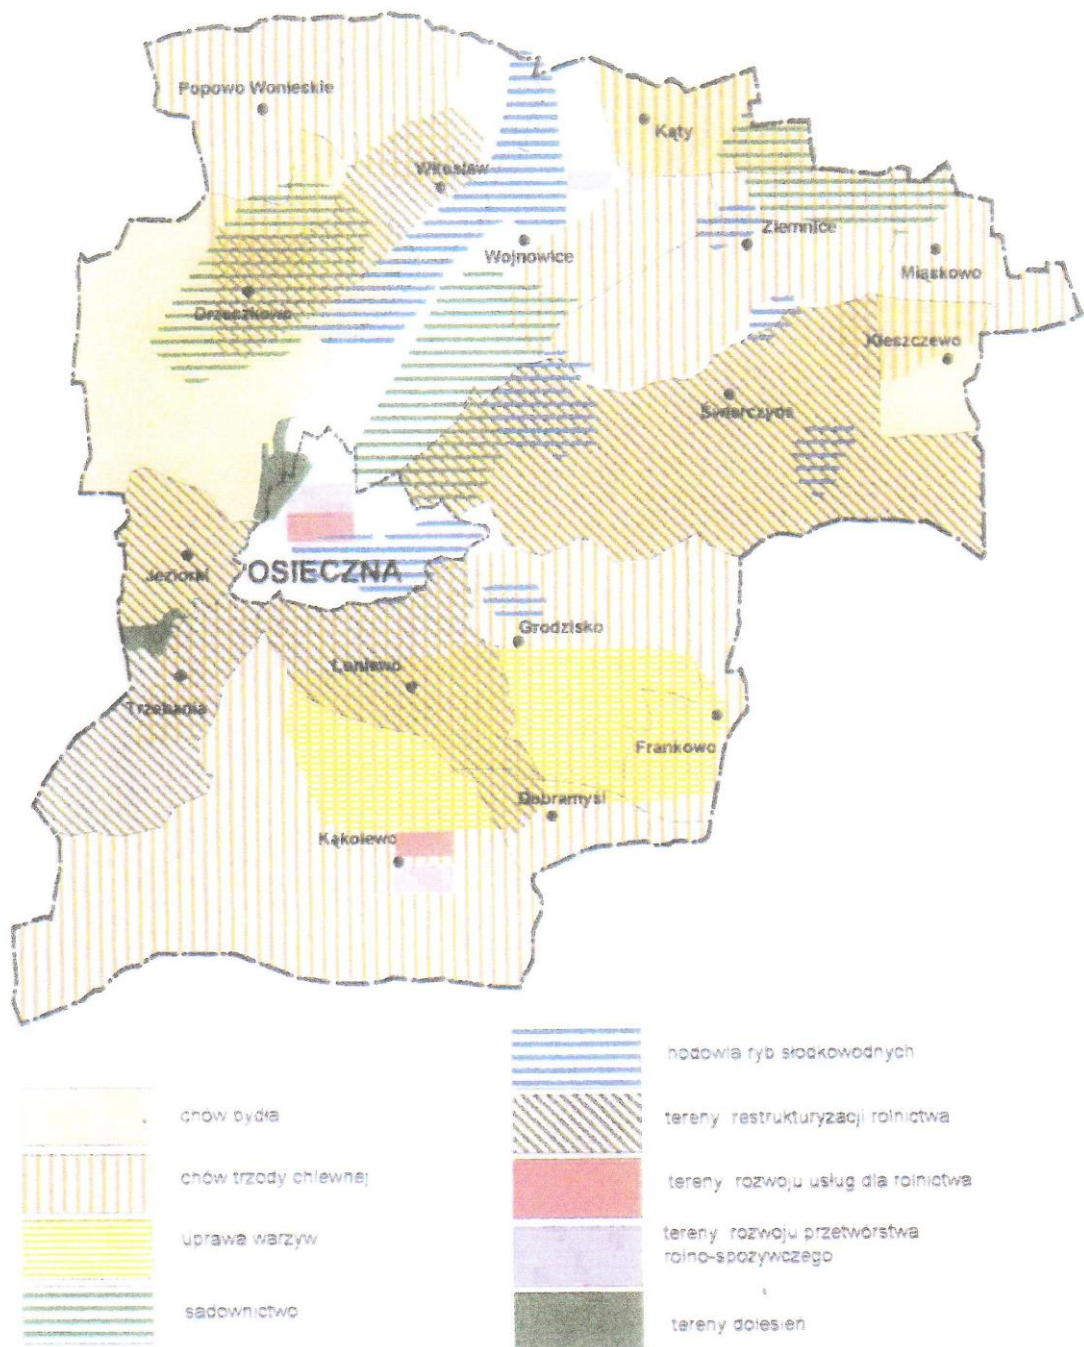 Popowo Wonieskie
Kąty
Witosław
Ziemnice
Wojnowice
Miąskowo
Drzeczkowo
Kleszczewo
Świerczyna
OSIECZNA
Jeziorki
Grodzisko
Łoniewo
Trzebania
Frankowo
Dobramyśl
Kąkolewo
hodowla ryb słodkowodnych
chów bydła
tereny restrukturyzacji rolnictwa
chów trzody chlewnej
tereny rozwoju usług dla rolnictwa
uprawa warzyw
tereny rozwoju przetwórstwa
rolno-spożywczego
sadownictwo
tereny dolesień